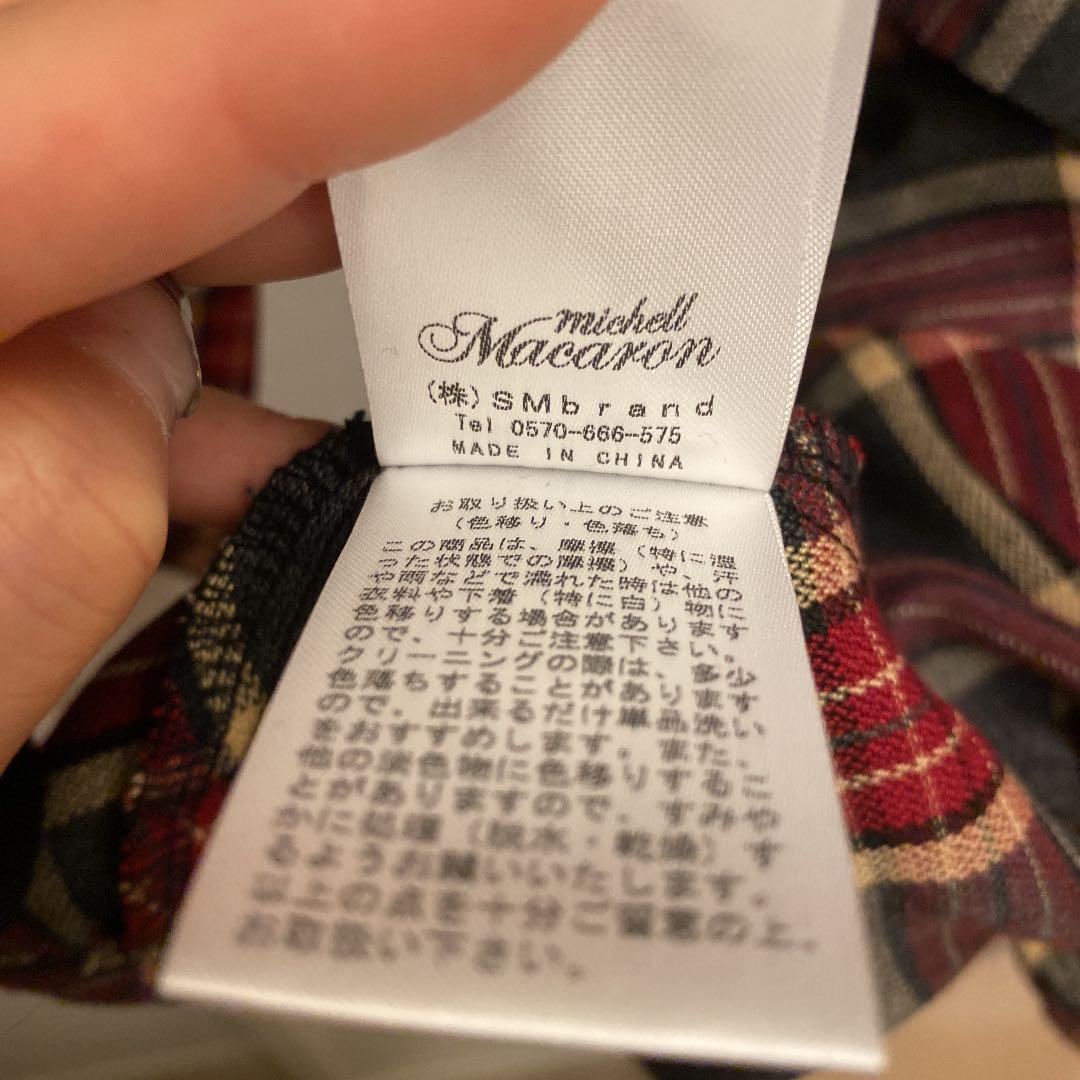 michell
Macaron
(株)SMbrand
Tel 0570-666-575
MADE IN CHINA
お取り扱い上のご注意
(色移り・色落ち)
この商品は、摩擦(特に湿
った状態での摩擦)や、汗
や雨などで濡れた時は他の
衣料や下着(特に白)物に
色移りする場合があります
ので、十分ご注意下さい。
クリーニングの際は、多少
色落ちすることがあります
ので、出来るだけ単品洗い
をおすすめします。また、
他の淡色物に色移りするこ
とがありますので、すみや
かに処理(脱水・乾燥)す
るようお願いいたします。
以上の点を十分ご留意の上、
お取扱い下さい。